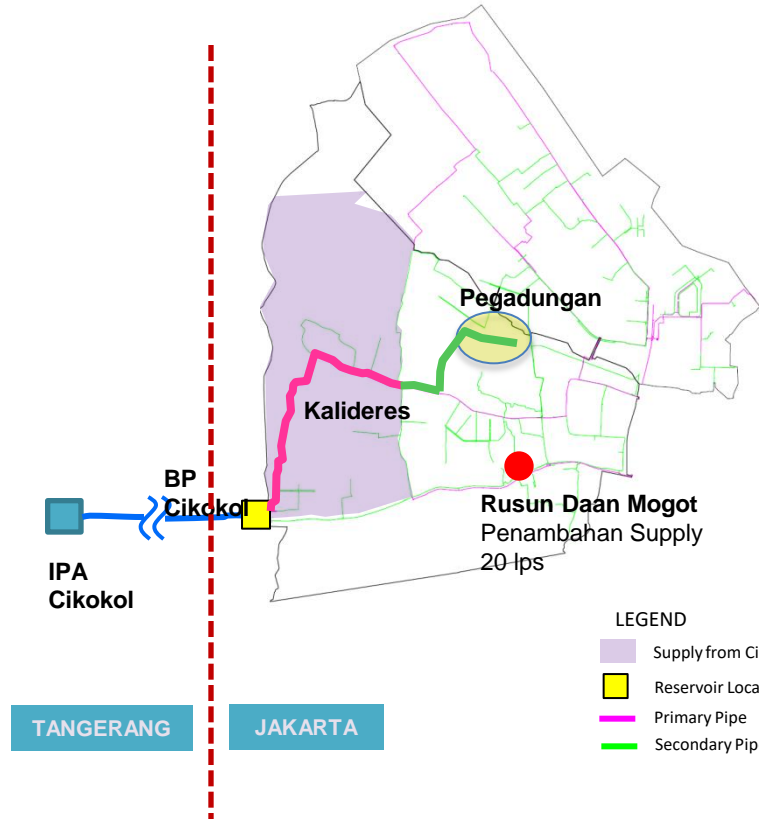 Pegadungan
Kalideres
BP
Cikokol
IPA
Cikokol
Rusun Daan Mogot
Penambahan Supply
20 lps
LEGEND
Supply from Ci
Reservoir Loca
Primary Pipe
Secondary Pip
TANGERANG
JAKARTA